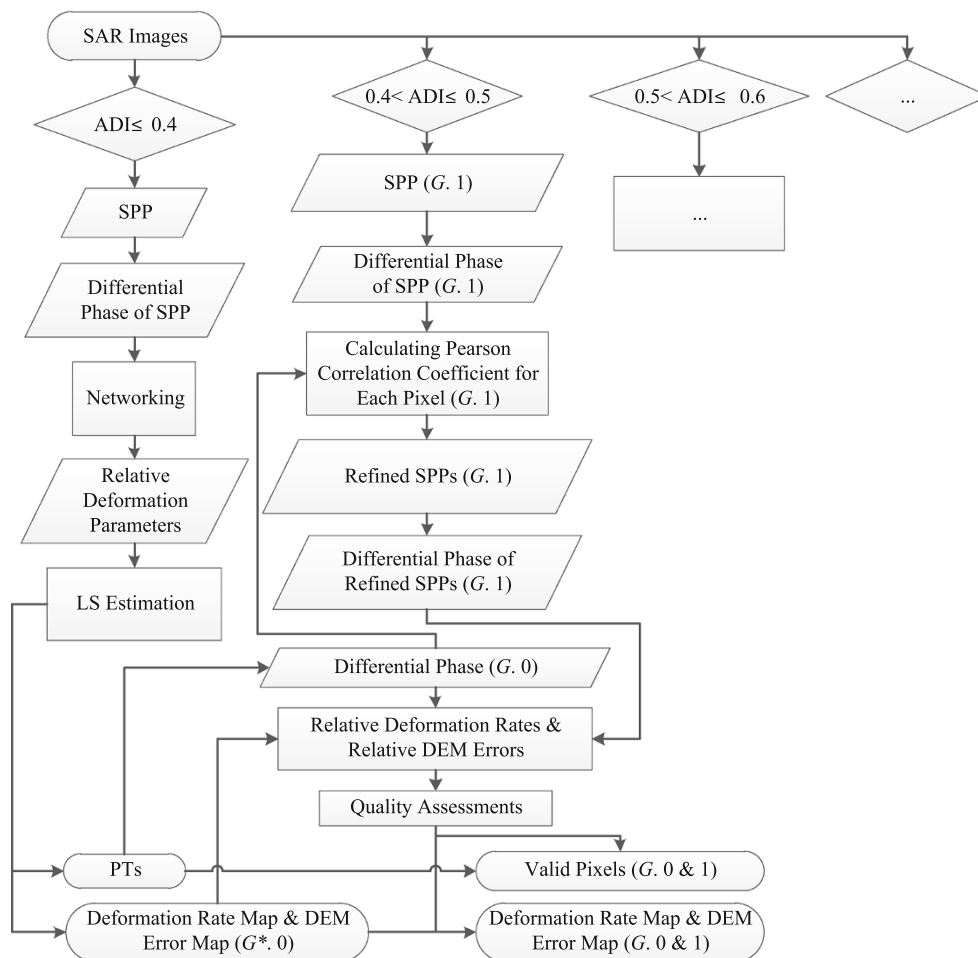 SAR Images
ADI≤ 0.4
0.4< ADI≤ 0.5
0.5< ADI≤ 0.6
...
SPP
SPP (G. 1)
...
Differential
Phase of SPP
Differential Phase
of SPP (G. 1)
Networking
Calculating Pearson
Correlation Coefficient for
Each Pixel (G. 1)
Relative
Deformation
Parameters
Refined SPPs (G. 1)
LS Estimation
Differential Phase of
Refined SPPs (G. 1)
Differential Phase (G. 0)
Relative Deformation Rates &
Relative DEM Errors
Quality Assessments
PTs
Valid Pixels (G. 0 & 1)
Deformation Rate Map & DEM
Error Map (G*. 0)
Deformation Rate Map & DEM
Error Map (G. 0 & 1)